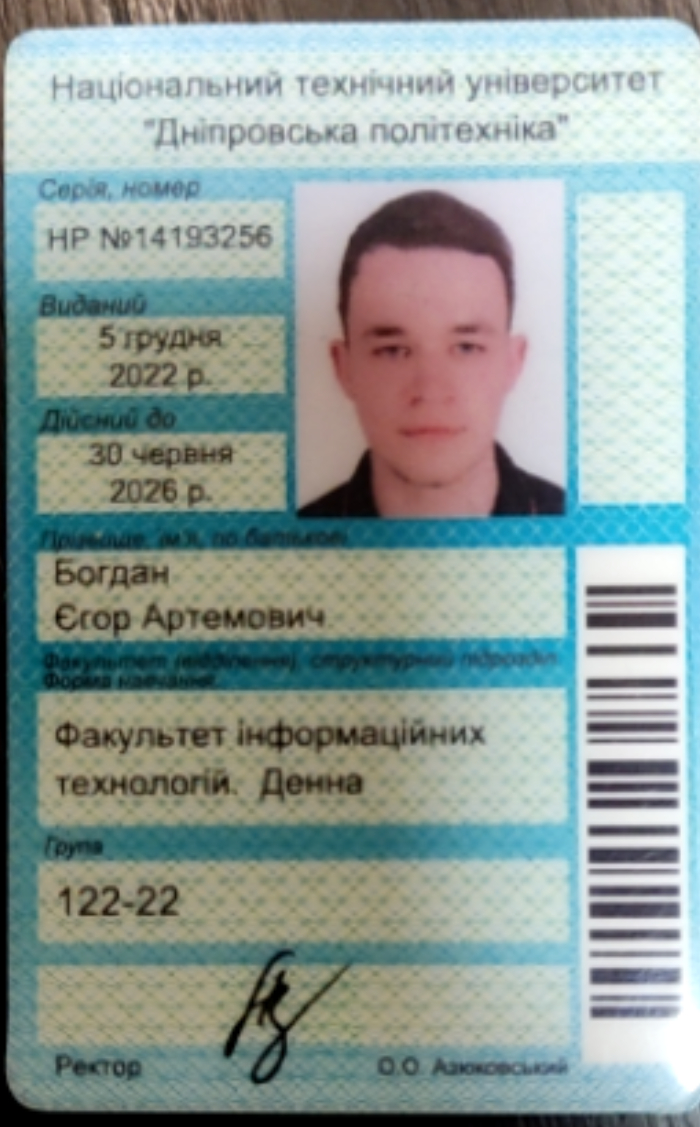 Національний технічний університет
"Дніпровська політехніка"
Серія, номер
НР №14193256
Виданий
5 грудня
2022 р.
Дійсний до
30 червня
2026 р.
Прізвище, ім'я, по батькові
Богдан
Єгор Артемович
Факультет (відділення), структурний підрозділ.
Форма навчання.
Факультет інформаційних
технологій. Денна
Група
122-22
Ректор
О.О. Азюковський